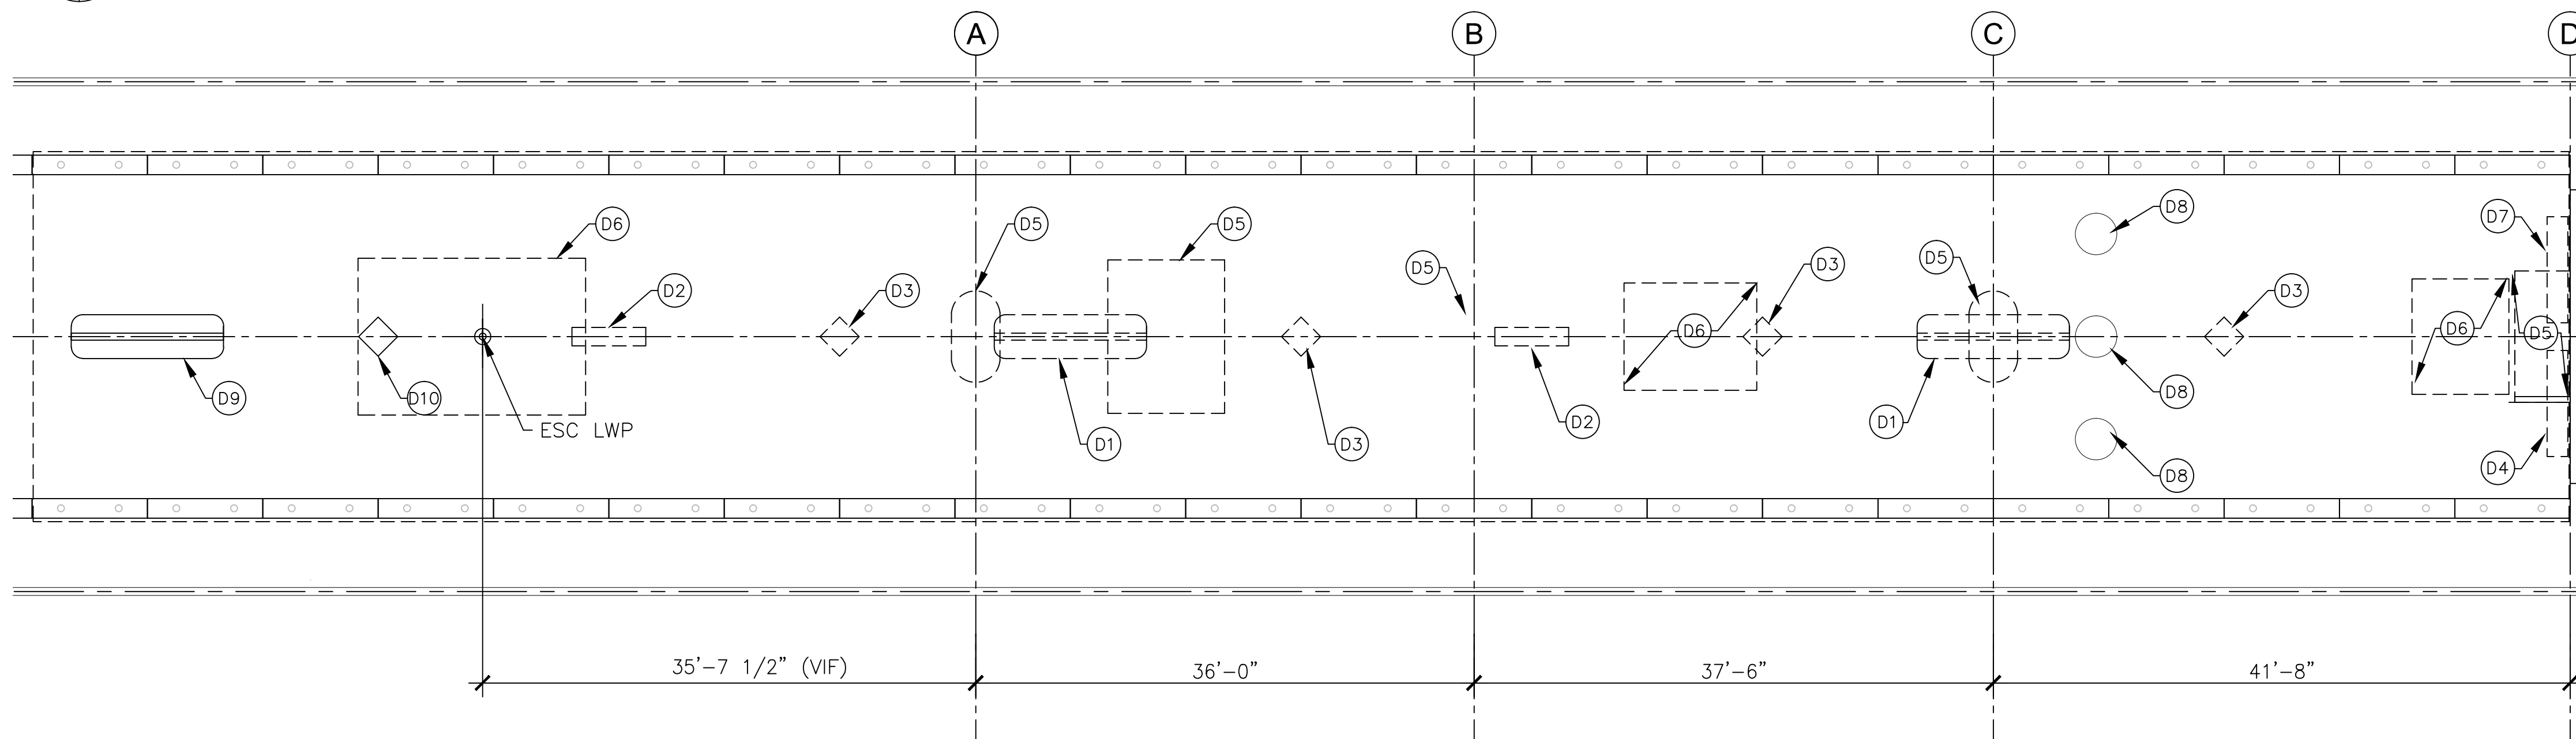 A
B
C
D
D6
D5
D5
D5
D3
D5
D8
D7
D2
D3
D6
D3
D6
D5
D9
D10
ESC LWP
D1
D3
D2
D1
D8
D8
D4
35'-7 1/2" (VIF)
36'-0"
37'-6"
41'-8"